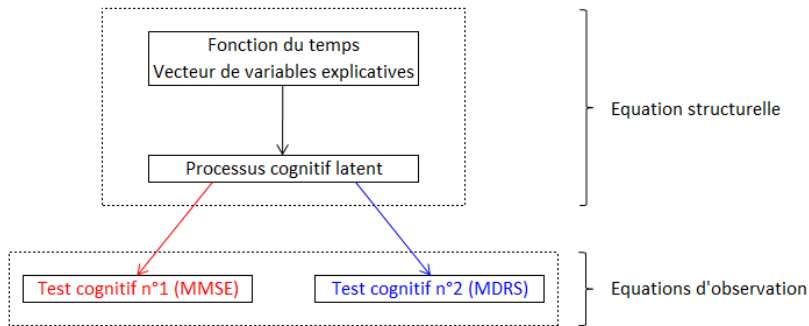 Fonction du temps
Vecteur de variables explicatives
Equation structurelle
Processus cognitif latent
Test cognitif n°1 (MMSE)
Test cognitif n°2 (MDRS)
Equations d'observation